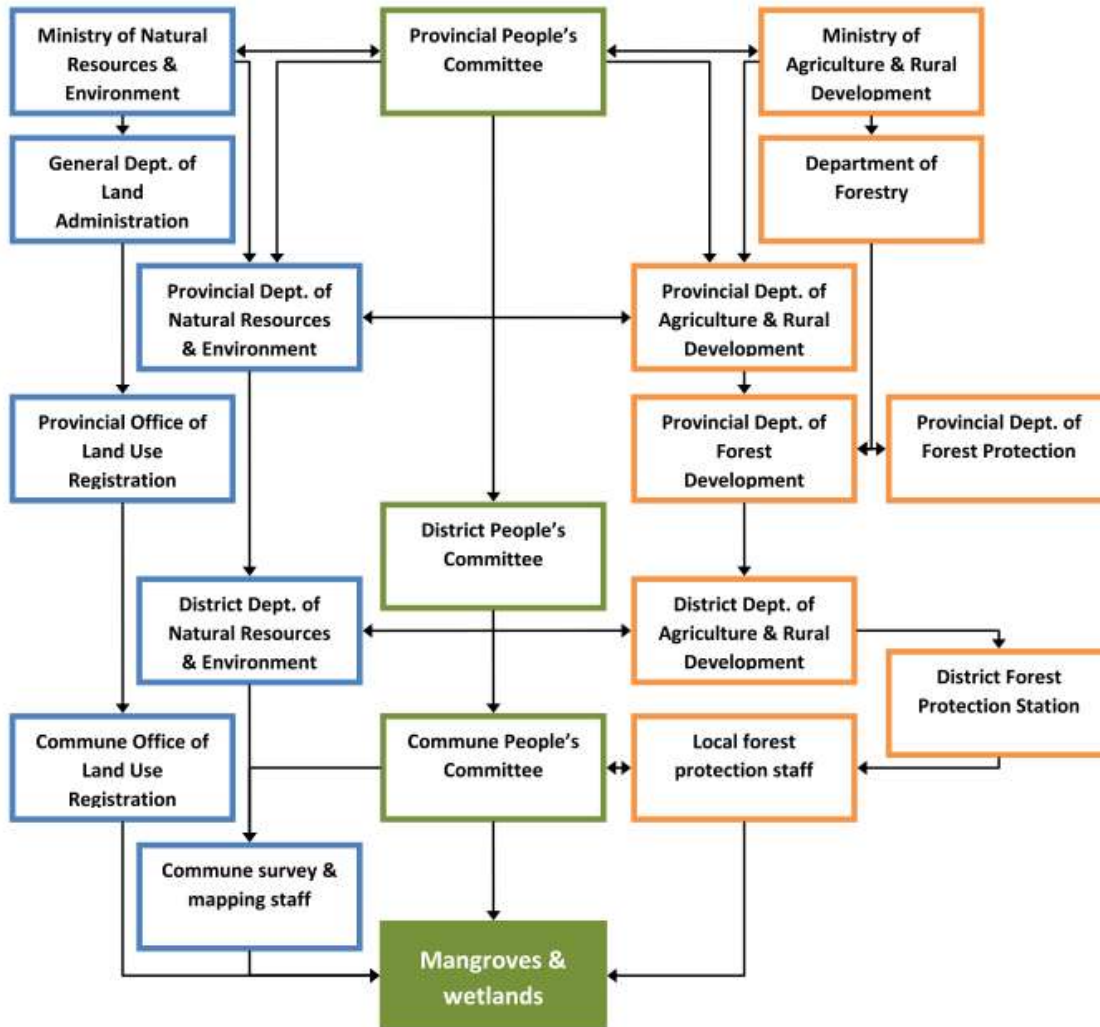 Ministry of Natural
Resources &
Environment
Provincial People’s
Committee
Ministry of
Agriculture & Rural
Development
General Dept. of
Land
Administration
Department of
Forestry
Provincial Dept. of
Natural Resources
& Environment
Provincial Dept. of
Agriculture & Rural
Development
Provincial Office of
Land Use
Registration
Provincial Dept. of
Forest
Development
Provincial Dept. of
Forest Protection
District People’s
Committee
District Dept. of
Natural Resources
& Environment
District Dept. of
Agriculture & Rural
Development
District Forest
Protection Station
Commune Office of
Land Use
Registration
Commune People’s
Committee
Local forest
protection staff
Commune survey &
mapping staff
Mangroves &
wetlands